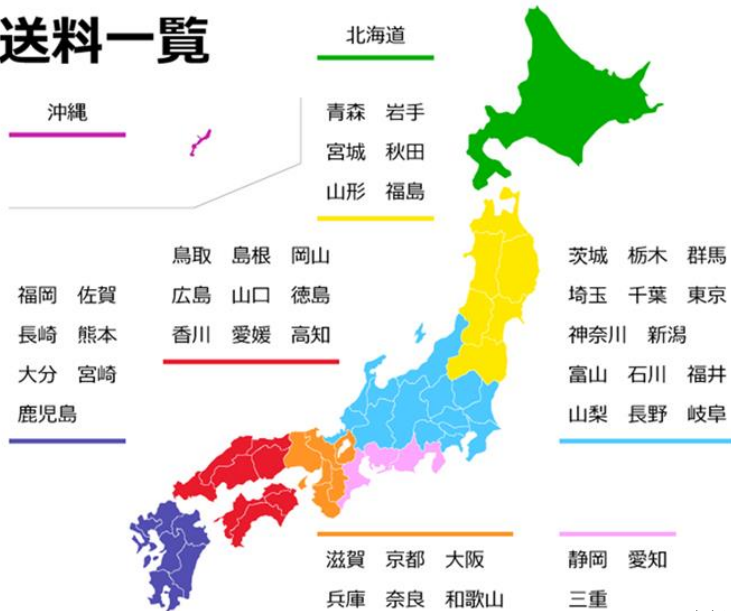 送料一覧
北海道
沖縄
青森 岩手
宮城 秋田
山形 福島
鳥取 島根 岡山
広島 山口 徳島
香川 愛媛 高知
福岡 佐賀
長崎 熊本
大分 宮崎
鹿児島
茨城 栃木 群馬
埼玉 千葉 東京
神奈川 新潟
富山 石川 福井
山梨 長野 岐阜
滋賀 京都 大阪
兵庫 奈良 和歌山
静岡 愛知
三重